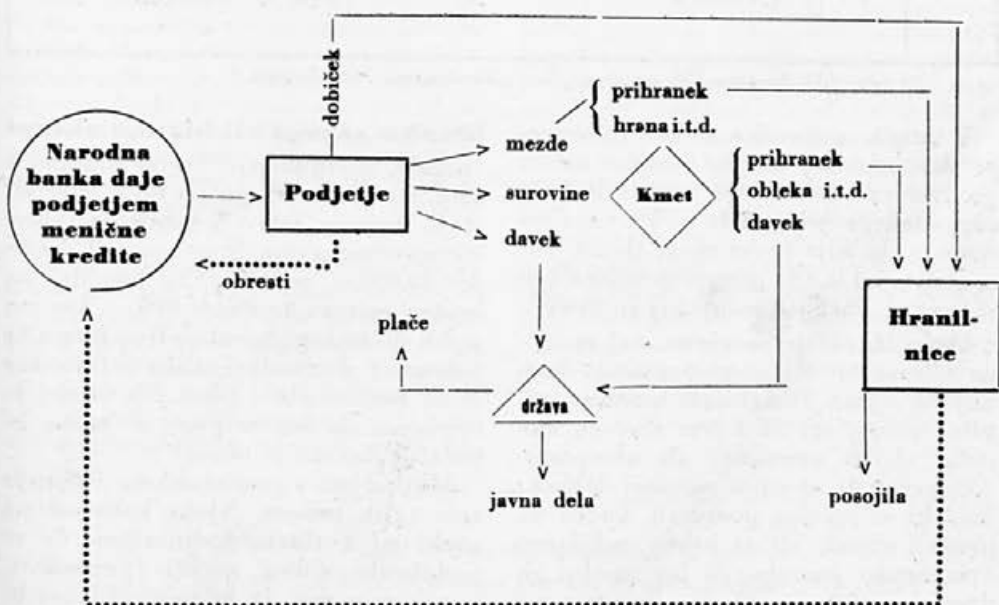 dobiček
Narodna
banka daje
podjetjem
menične
kredite
Podjetje
obresti
mezde
surovine
davek
prihranek
hrana i.t.d.
Kmet
prihranek
obleka i.t.d.
davek
plače
država
javna dela
Hranil-
nice
posojila